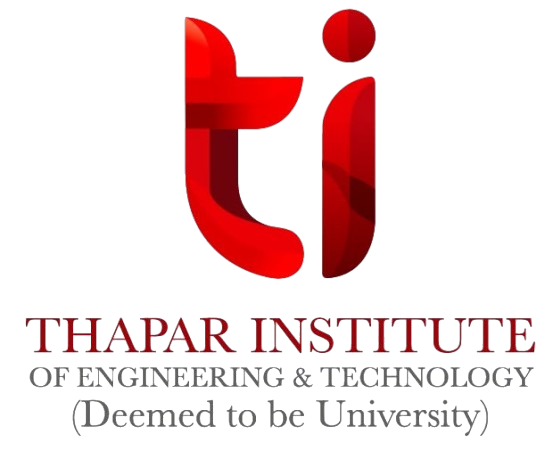 ti
THAPAR INSTITUTE
OF ENGINEERING & TECHNOLOGY
(Deemed to be University)